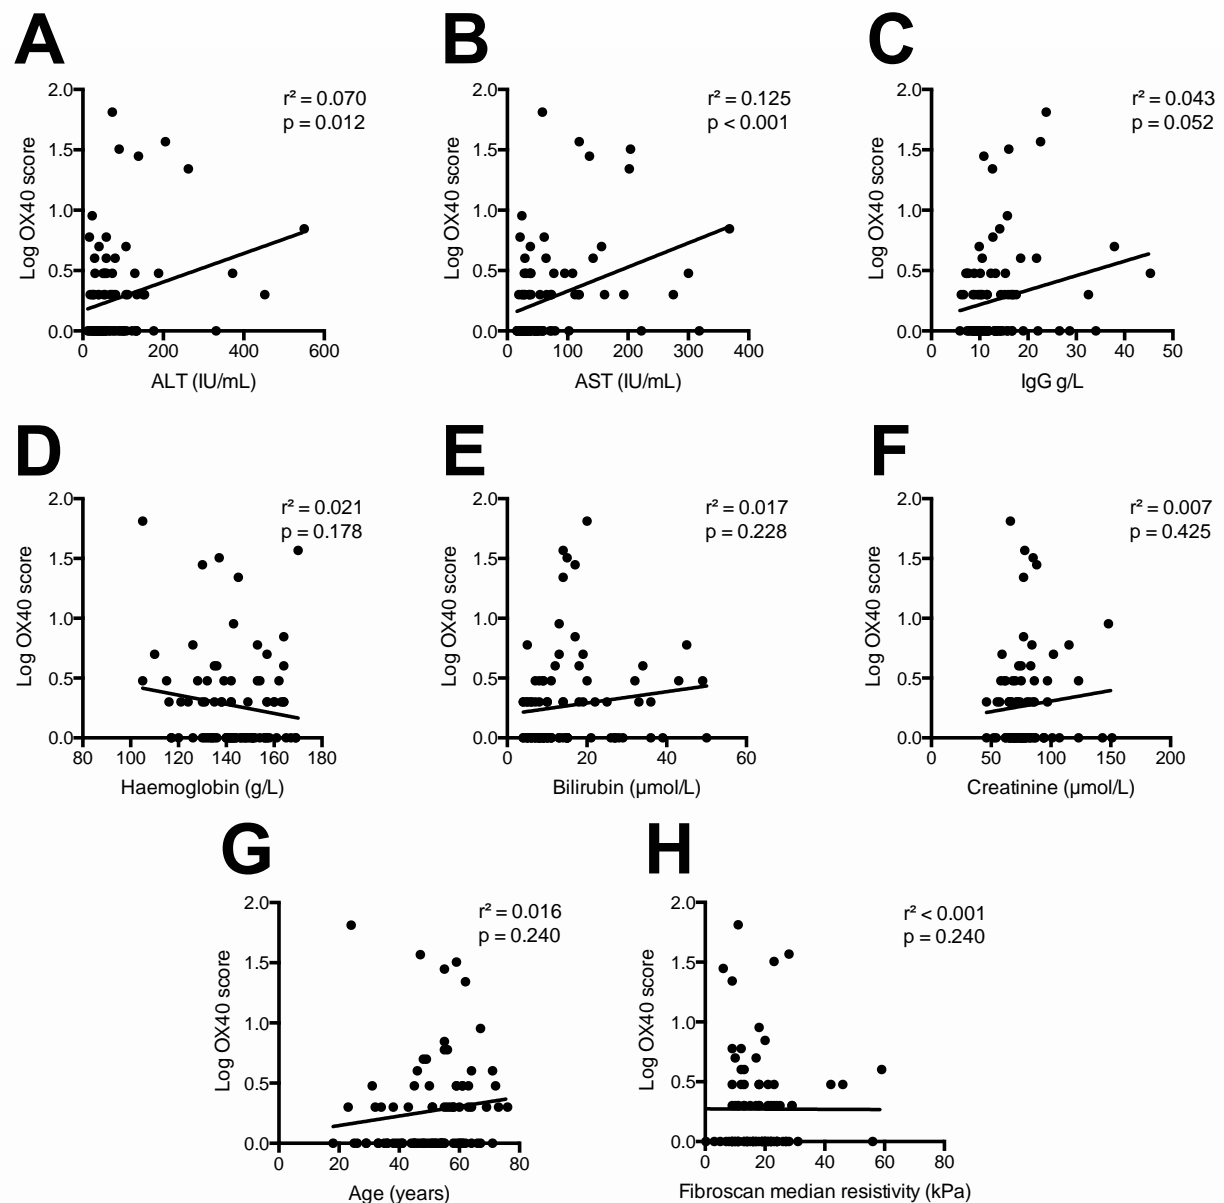 A
B
C
Log OX40 score
2.0
1.5
1.0
0.5
0.0
0 200 400 600
ALT (IU/mL)
r² = 0.070
p = 0.012
Log OX40 score
2.0
1.5
1.0
0.5
0.0
0 100 200 300 400
AST (IU/mL)
r² = 0.125
p < 0.001
Log OX40 score
2.0
1.5
1.0
0.5
0.0
0 10 20 30 40 50
IgG g/L
r² = 0.043
p = 0.052
D
E
F
Log OX40 score
2.0
1.5
1.0
0.5
0.0
80 100 120 140 160 180
Haemoglobin (g/L)
r² = 0.021
p = 0.178
Log OX40 score
2.0
1.5
1.0
0.5
0.0
0 20 40 60
Bilirubin (µmol/L)
r² = 0.017
p = 0.228
Log OX40 score
2.0
1.5
1.0
0.5
0.0
0 50 100 150 200
Creatinine (µmol/L)
r² = 0.007
p = 0.425
G
H
Log OX40 score
2.0
1.5
1.0
0.5
0.0
0 20 40 60 80
Age (years)
r² = 0.016
p = 0.240
Log OX40 score
2.0
1.5
1.0
0.5
0.0
0 20 40 60 80
Fibroscan median resistivity (kPa)
r² < 0.001
p = 0.240